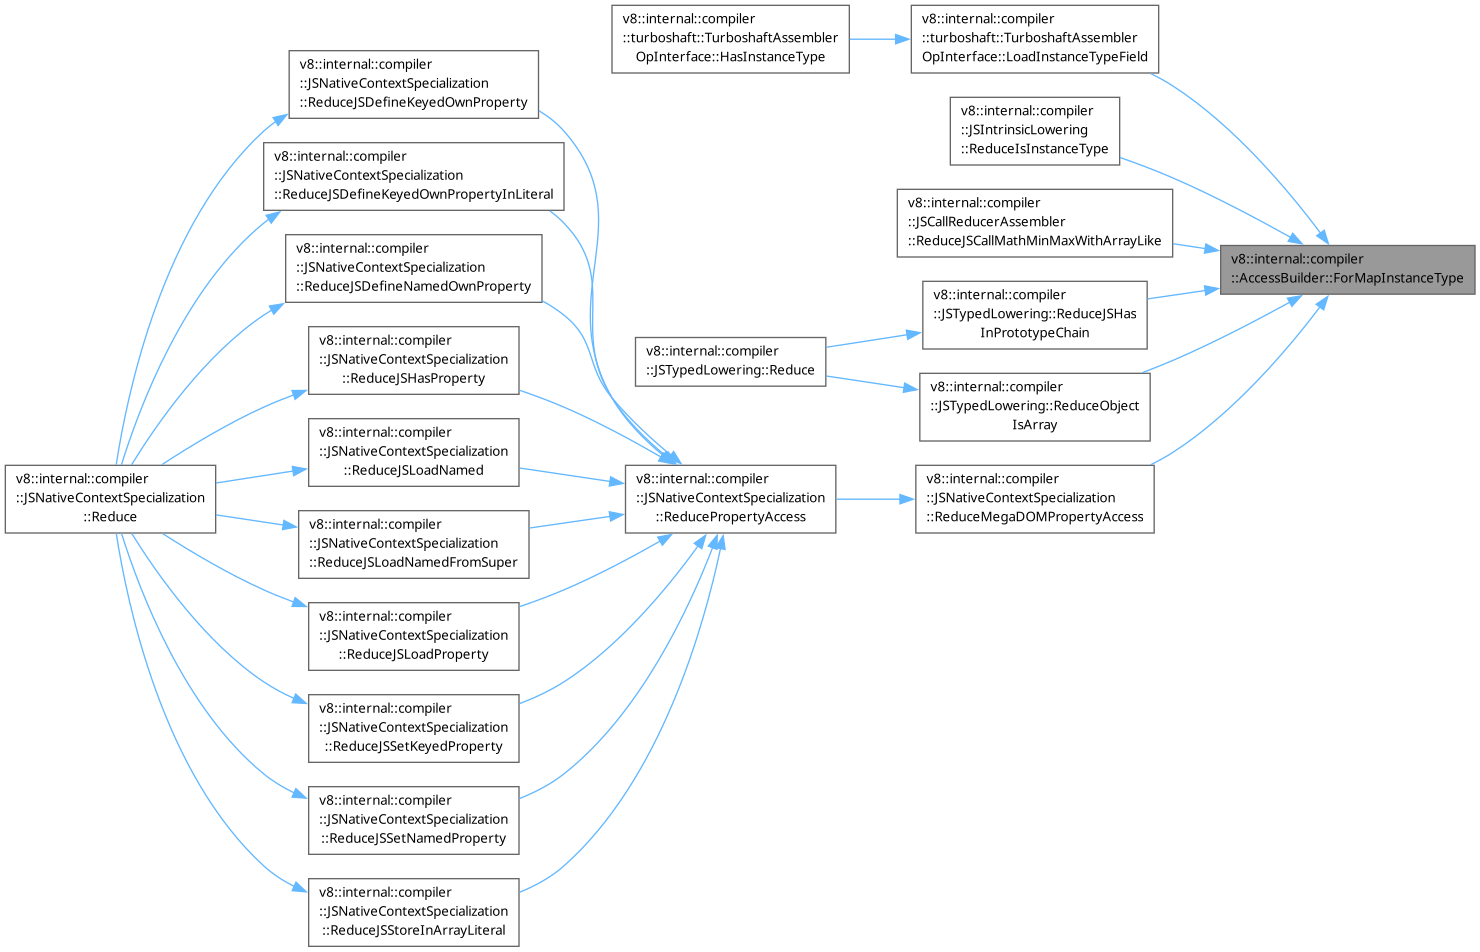 v8::internal::compiler
::turboshaft::TurboshaftAssembler
OpInterface::HasInstanceType
v8::internal::compiler
::turboshaft::TurboshaftAssembler
OpInterface::LoadInstanceTypeField
v8::internal::compiler
::JSNativeContextSpecialization
::ReduceJSDefineKeyedOwnProperty
v8::internal::compiler
::JSIntrinsicLowering
::ReduceIsInstanceType
v8::internal::compiler
::JSNativeContextSpecialization
::ReduceJSDefineKeyedOwnPropertyInLiteral
v8::internal::compiler
::JSCallReducerAssembler
::ReduceJSCallMathMinMaxWithArrayLike
v8::internal::compiler
::JSNativeContextSpecialization
::ReduceJSDefineNamedOwnProperty
v8::internal::compiler
::AccessBuilder::ForMapInstanceType
v8::internal::compiler
::JSTypedLowering::ReduceJSHas
InPrototypeChain
v8::internal::compiler
::JSNativeContextSpecialization
::ReduceJSHasProperty
v8::internal::compiler
::JSTypedLowering::Reduce
v8::internal::compiler
::JSTypedLowering::ReduceObject
IsArray
v8::internal::compiler
::JSNativeContextSpecialization
::ReduceJSLoadNamed
v8::internal::compiler
::JSNativeContextSpecialization
::Reduce
v8::internal::compiler
::JSNativeContextSpecialization
::ReducePropertyAccess
v8::internal::compiler
::JSNativeContextSpecialization
::ReduceMegaDOMPropertyAccess
v8::internal::compiler
::JSNativeContextSpecialization
::ReduceJSLoadNamedFromSuper
v8::internal::compiler
::JSNativeContextSpecialization
::ReduceJSLoadProperty
v8::internal::compiler
::JSNativeContextSpecialization
::ReduceJSSetKeyedProperty
v8::internal::compiler
::JSNativeContextSpecialization
::ReduceJSSetNamedProperty
v8::internal::compiler
::JSNativeContextSpecialization
::ReduceJSStoreInArrayLiteral